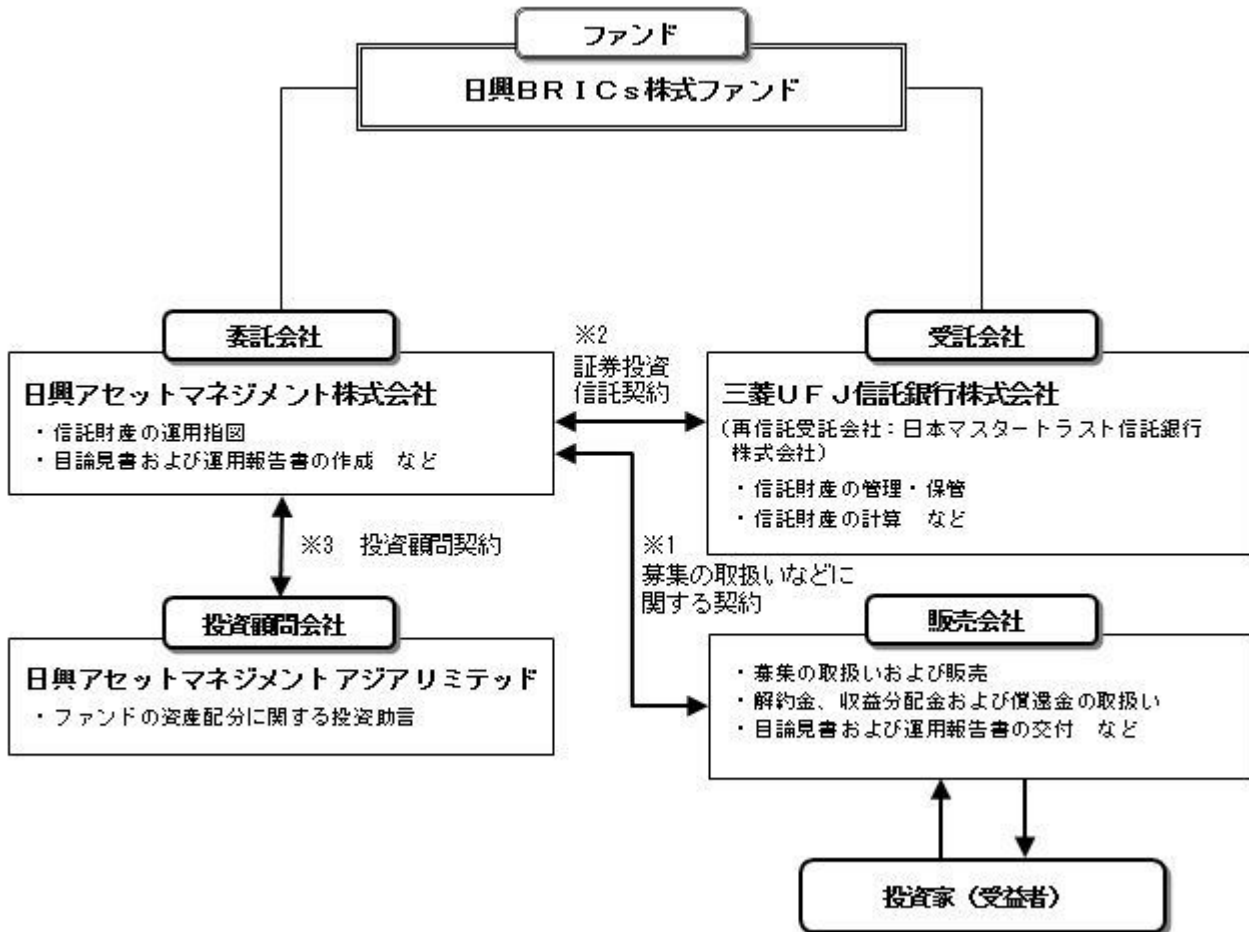 ファンド
日興BRICs株式ファンド
委託会社
日興アセットマネジメント株式会社
・信託財産の運用指図
・目論見書および運用報告書の作成　など
※2
証券投資
信託契約
受託会社
三菱UFJ信託銀行株式会社
(再信託受託会社:日本マスタートラスト信託銀行
株式会社)
・信託財産の管理・保管
・信託財産の計算　など
※3　投資顧問契約
※1
募集の取扱いなどに
関する契約
投資顧問会社
日興アセットマネジメント アジア リミテッド
・ファンドの資産配分に関する投資助言
販売会社
・募集の取扱いおよび販売
・解約金、収益分配金および償還金の取扱い
・目論見書および運用報告書の交付　など
投資家(受益者)